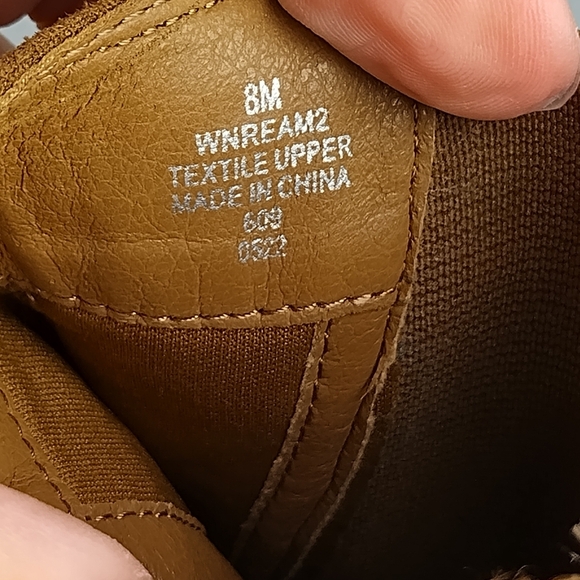 8M
WNREAM2
TEXTILE UPPER
MADE IN CHINA
609
0522